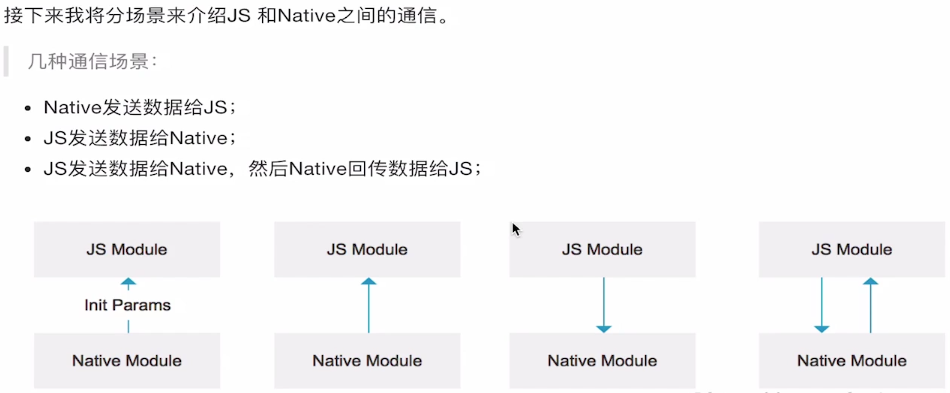 接下来我将分场景来介绍JS 和Native之间的通信。
几种通信场景：
Native发送数据给JS；
JS发送数据给Native；
JS发送数据给Native，然后Native回传数据给JS；
JS Module JS Module JS Module JS Module
Init Params
Native Module Native Module Native Module Native Module